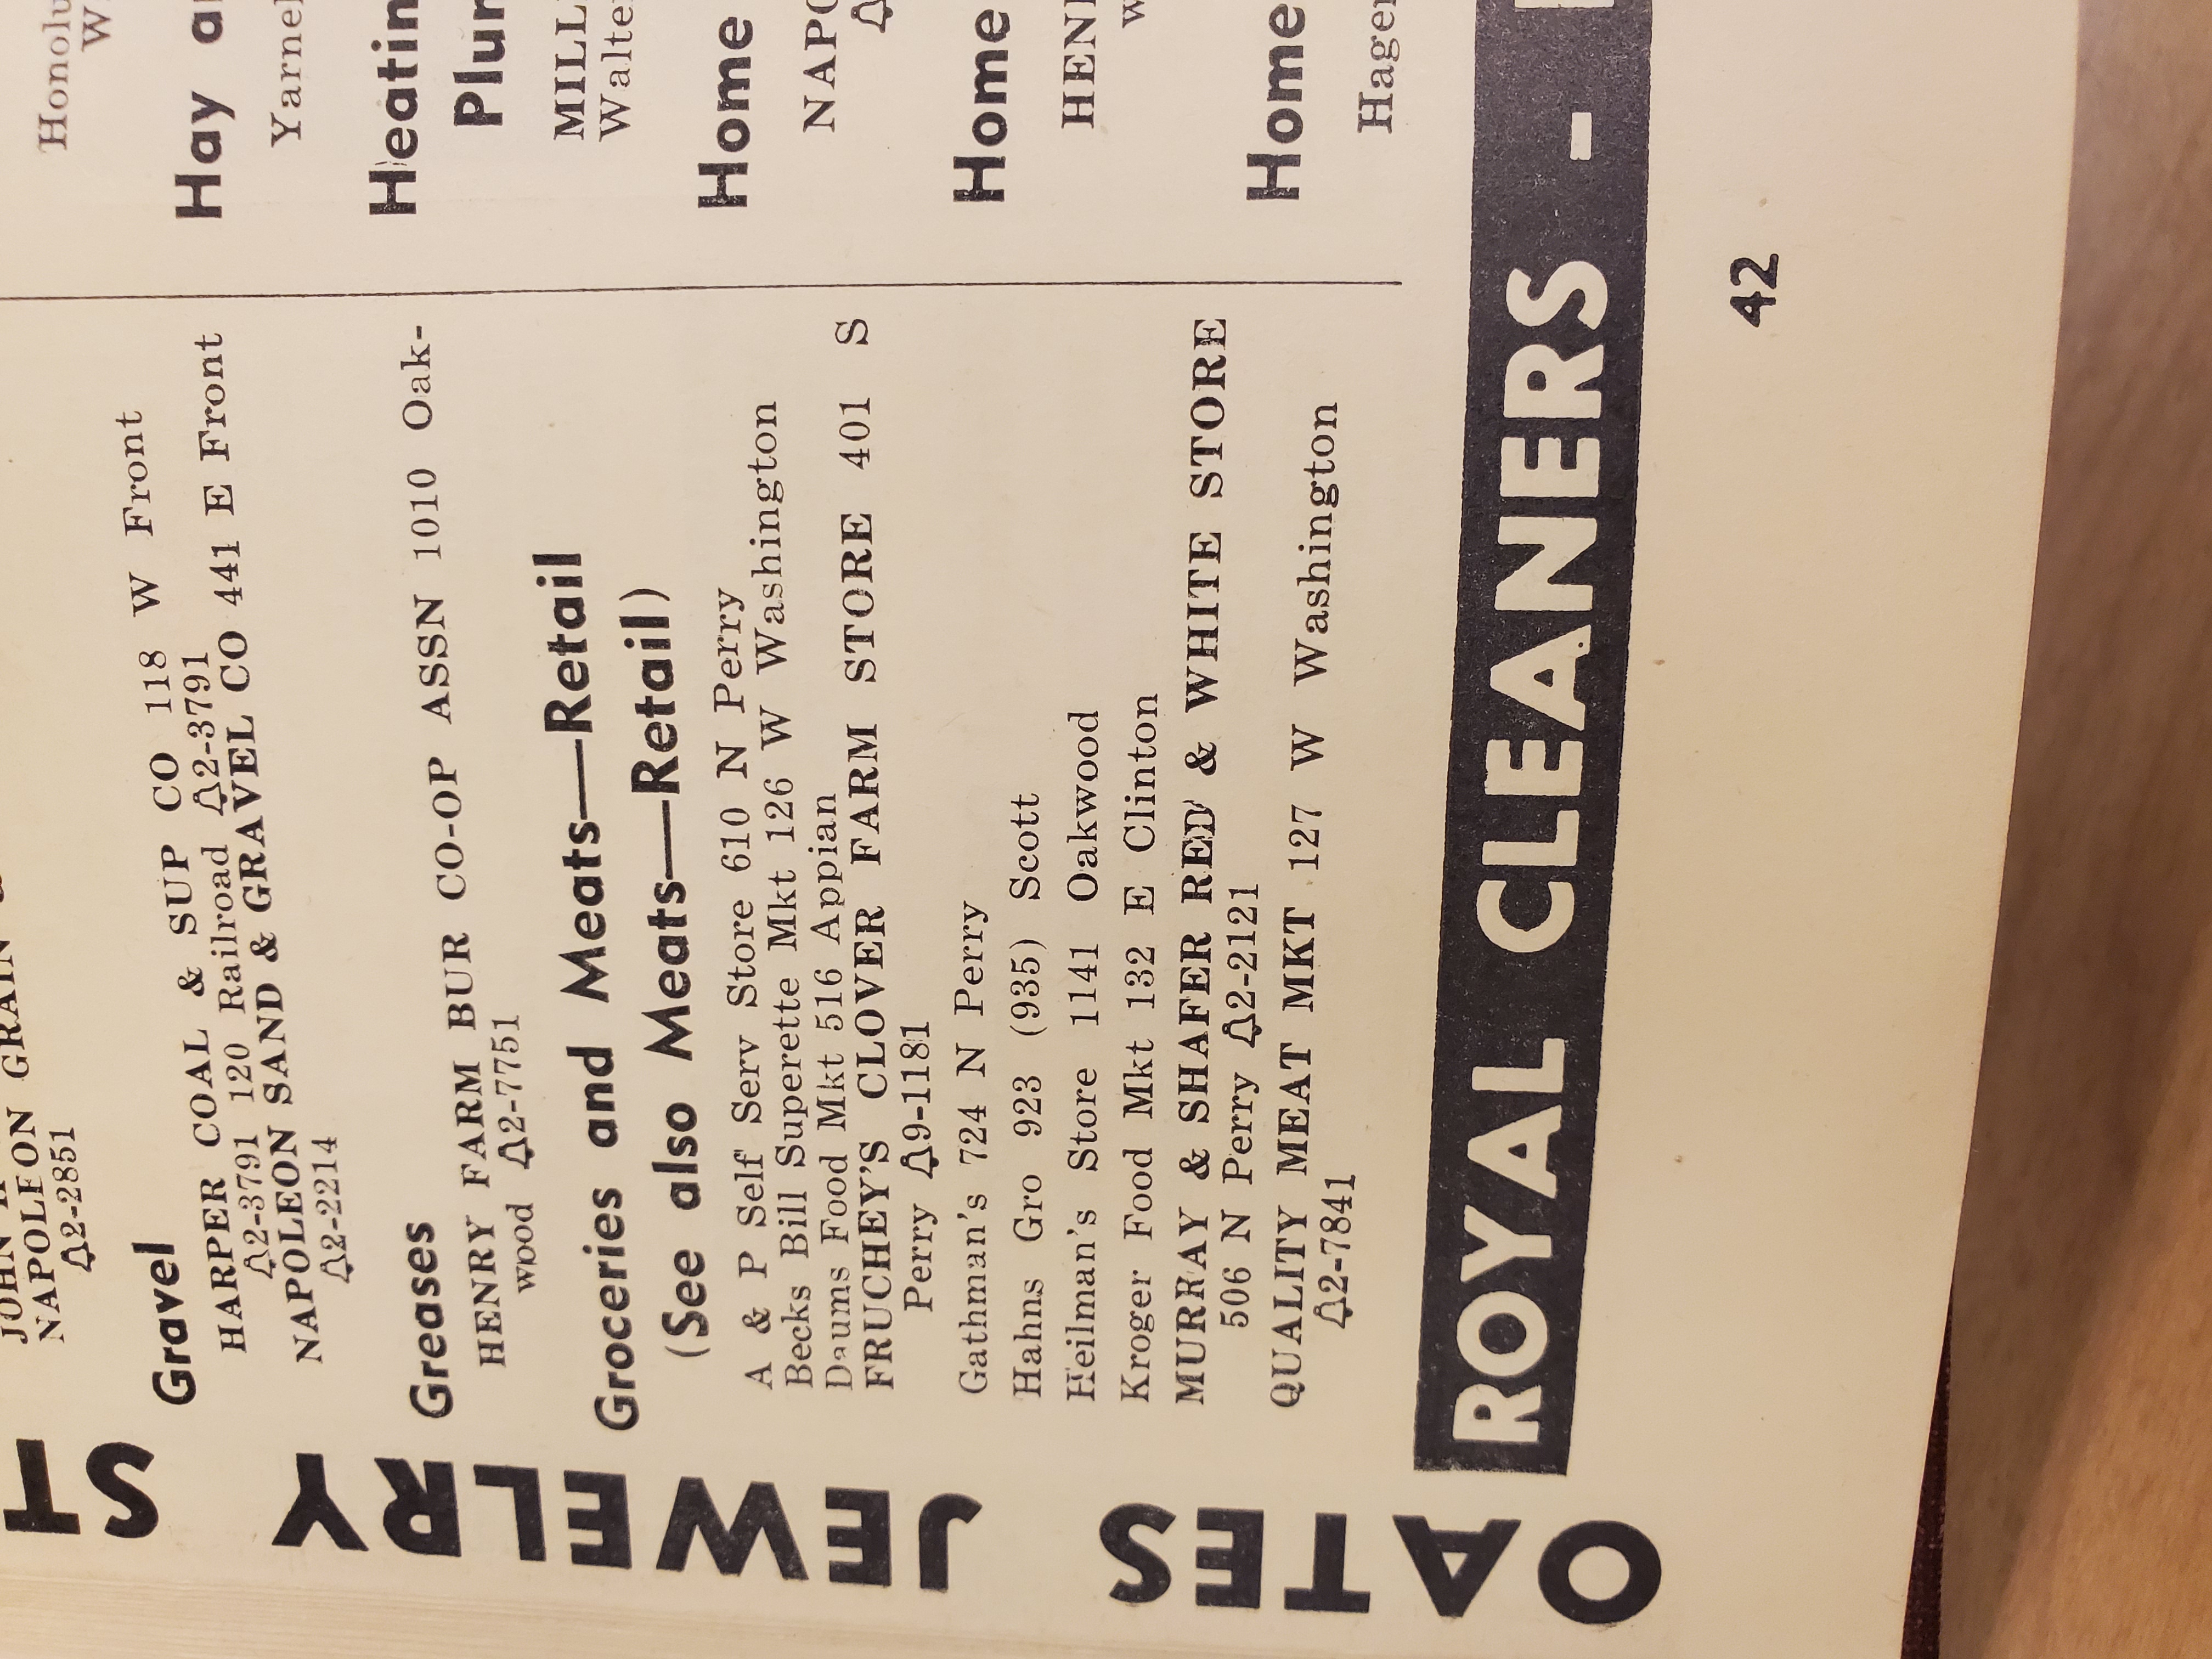 NAPOLEON GRAIN
🔔2-2851
Gravel
HARPER COAL & SUP CO 118 W Front
🔔2-3791 120 Railroad 🔔2-3791
NAPOLEON SAND & GRAVEL CO 441 E Front
🔔2-2214
Greases
HENRY FARM BUR CO-OP ASSN 1010 Oak-
wood 🔔2-7751
Groceries and Meats—Retail
(See also Meats—Retail)
A & P Self Serv Store 610 N Perry
Becks Bill Superette Mkt 126 W Washington
Daums Food Mkt 516 Appian
FRUCHEY'S CLOVER FARM STORE 401 S
Perry 🔔9-1181
Gathman's 724 N Perry
Hahns Gro 923 (935) Scott
Heilman's Store 1141 Oakwood
Kroger Food Mkt 132 E Clinton
MURRAY & SHAFER RED & WHITE STORE
506 N Perry 🔔2-2121
QUALITY MEAT MKT 127 W Washington
🔔2-7841
Honolu
Hay a
Yarnel
Heatin
Plu
MILL
Walte
Home
NAPO
🔔
Home
HEN
Home
Hager
OATES JEWELRY ST
ROYAL CLEANERS -
42